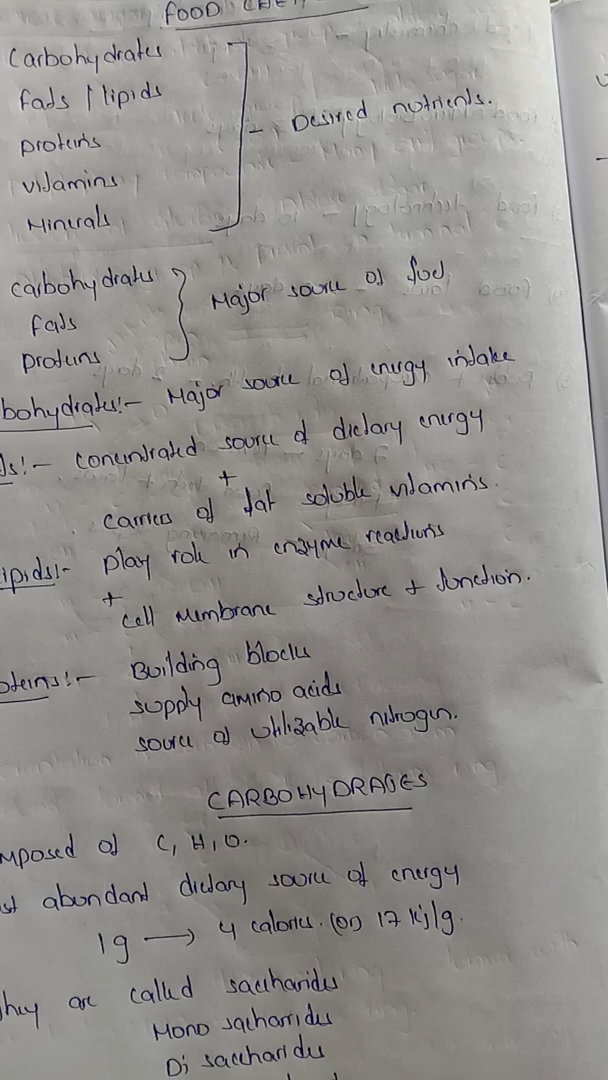 FOOD
Carbohydrates
Fats / lipids
proteins
vitamins
Minerals
- Desired nutrients.
carbohydrates
Fats
proteins
Major source of fuel
bohydrates:- Major source of energy intake
ts:- Concentrated source of dietary energy
+
carries of fat soluble vitamins.
ipids:- play role in enzyme reactions
+
cell Membrane structure + function.
oteins:- Building blocks
supply amino acids
source of utilizable nitrogen.
CARBOHYDRATES
mposed of C, H, O.
st abundant dietary source of energy
1g → 4 calories. (or) 17 kj/g.
hey are called saccharides
Mono saccharides
Di saccharides